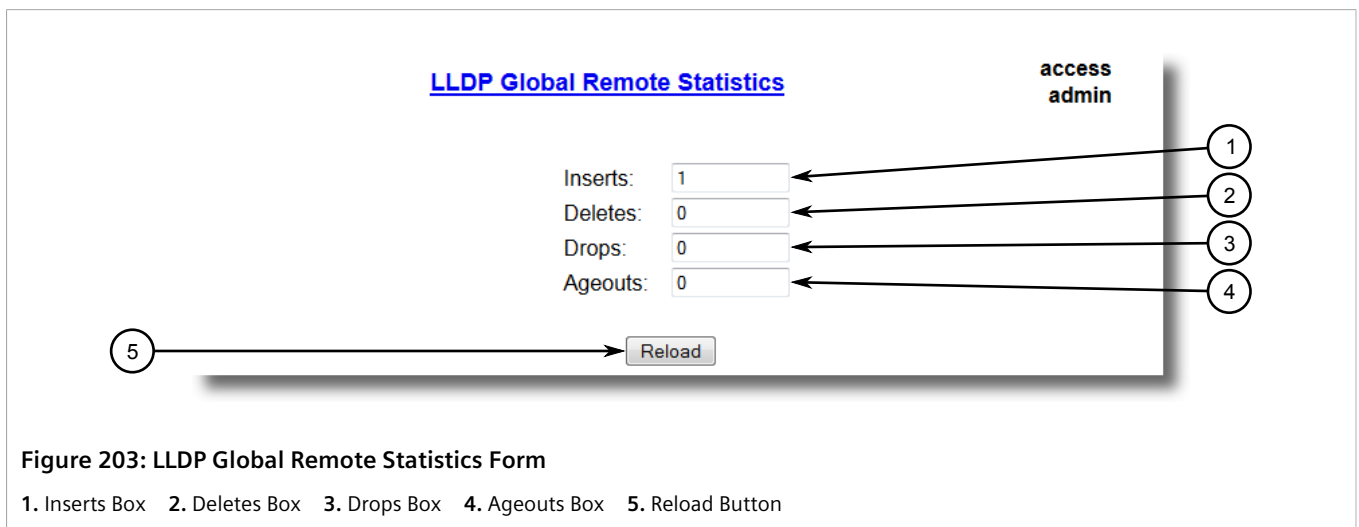 LLDP Global Remote Statistics
access
admin
Inserts: 1
Deletes: 0
Drops: 0
Ageouts: 0
Reload
1
2
3
4
5
Figure 203: LLDP Global Remote Statistics Form
1. Inserts Box 2. Deletes Box 3. Drops Box 4. Ageouts Box 5. Reload Button